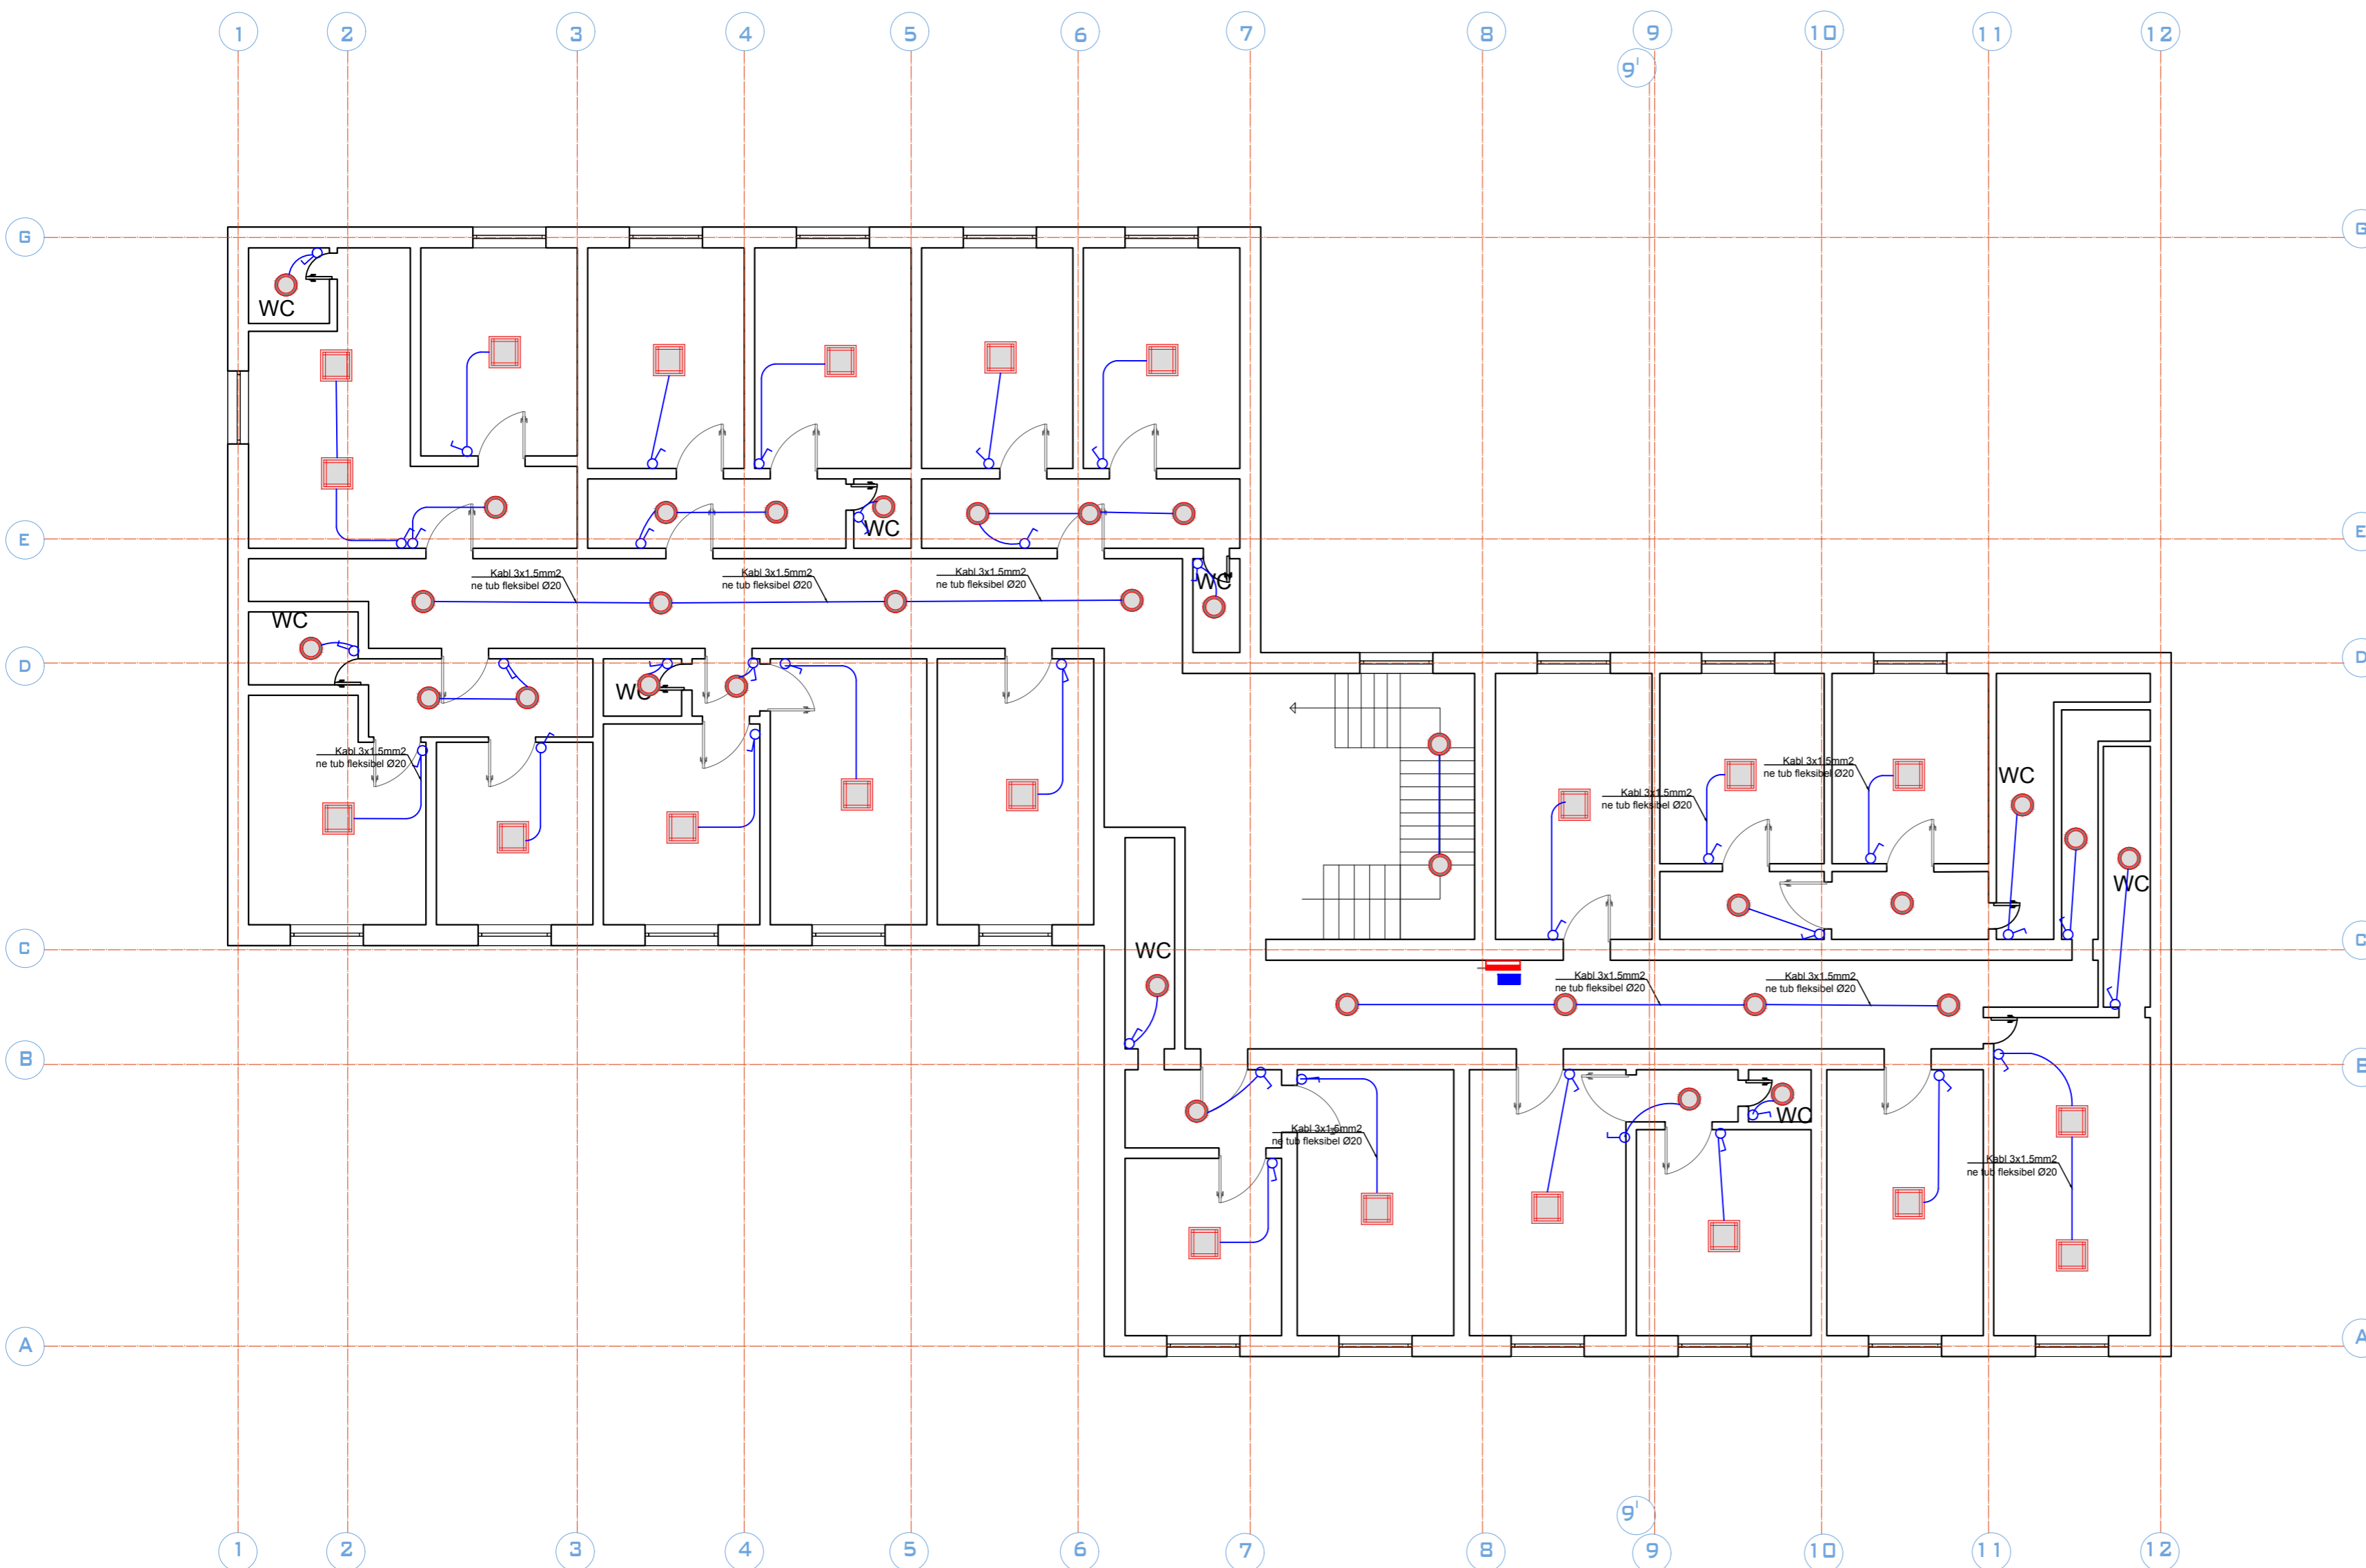 1 2 3 4 5 6 7 8 9 10 11 12
9'
G G
WC
E E
WC
Kabl 3x1.5mm2
ne tub fleksibel Ø20
Kabl 3x1.5mm2
ne tub fleksibel Ø20
Kabl 3x1.5mm2
ne tub fleksibel Ø20
WC
WC
D D
WC
Kabl 3x1.5mm2
ne tub fleksibel Ø20
Kabl 3x1.5mm2
ne tub fleksibel Ø20
Kabl 3x1.5mm2
ne tub fleksibel Ø20
WC
WC
C C
WC
Kabl 3x1.5mm2
ne tub fleksibel Ø20
Kabl 3x1.5mm2
ne tub fleksibel Ø20
B B
WC
Kabl 3x1.5mm2
ne tub fleksibel Ø20
Kabl 3x1.5mm2
ne tub fleksibel Ø20
A A
9'
1 2 3 4 5 6 7 8 9 10 11 12